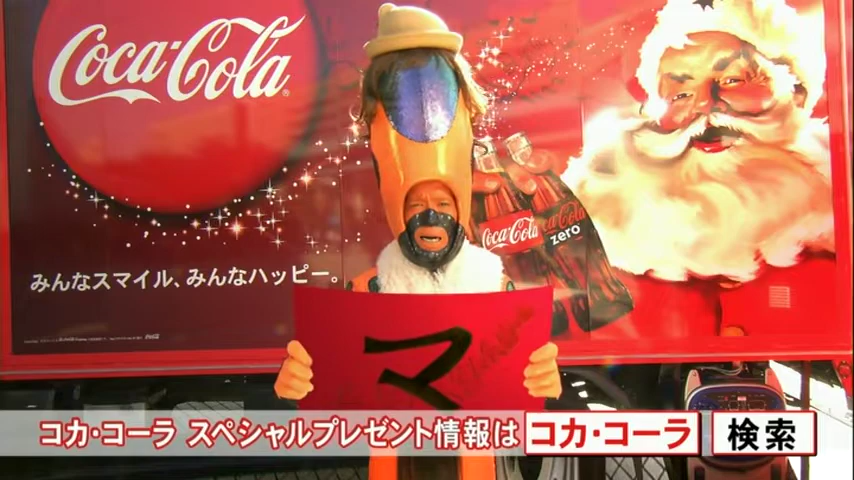 Coca-Cola
Coca-Cola
Coca-Cola
zero
みんなスマイル、みんなハッピー。
マ
コカ・コーラ スペシャルプレゼント情報は コカ・コーラ 検索